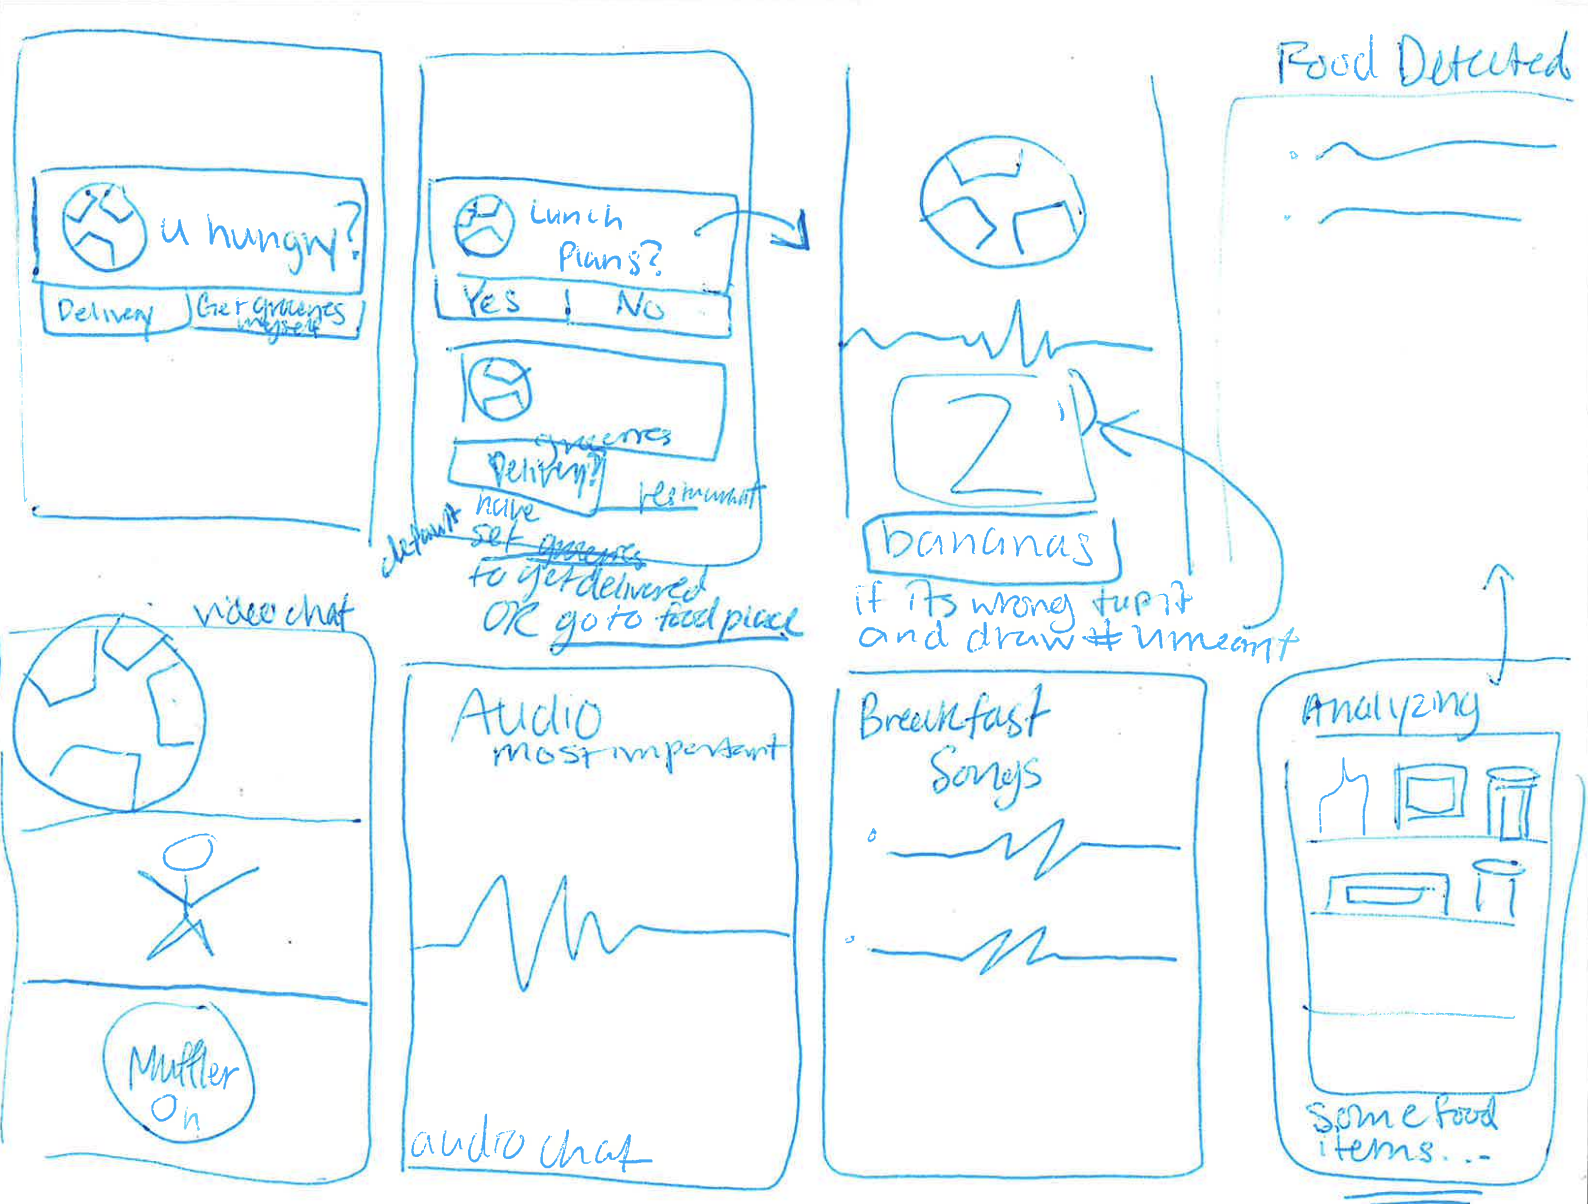 u hungry?
Delivery
Get groceries
myself
Lunch
Plans?
Yes
No
groceries
Delivery?
restaurant
default
have
set groceries
to get delivered
OR go to food place
2
bananas
if its wrong tap it
and draw # u meant
Food Detected
video chat
Muffler
On
Audio
most important
audio chat
Breakfast
Songs
Analyzing
some food
items...